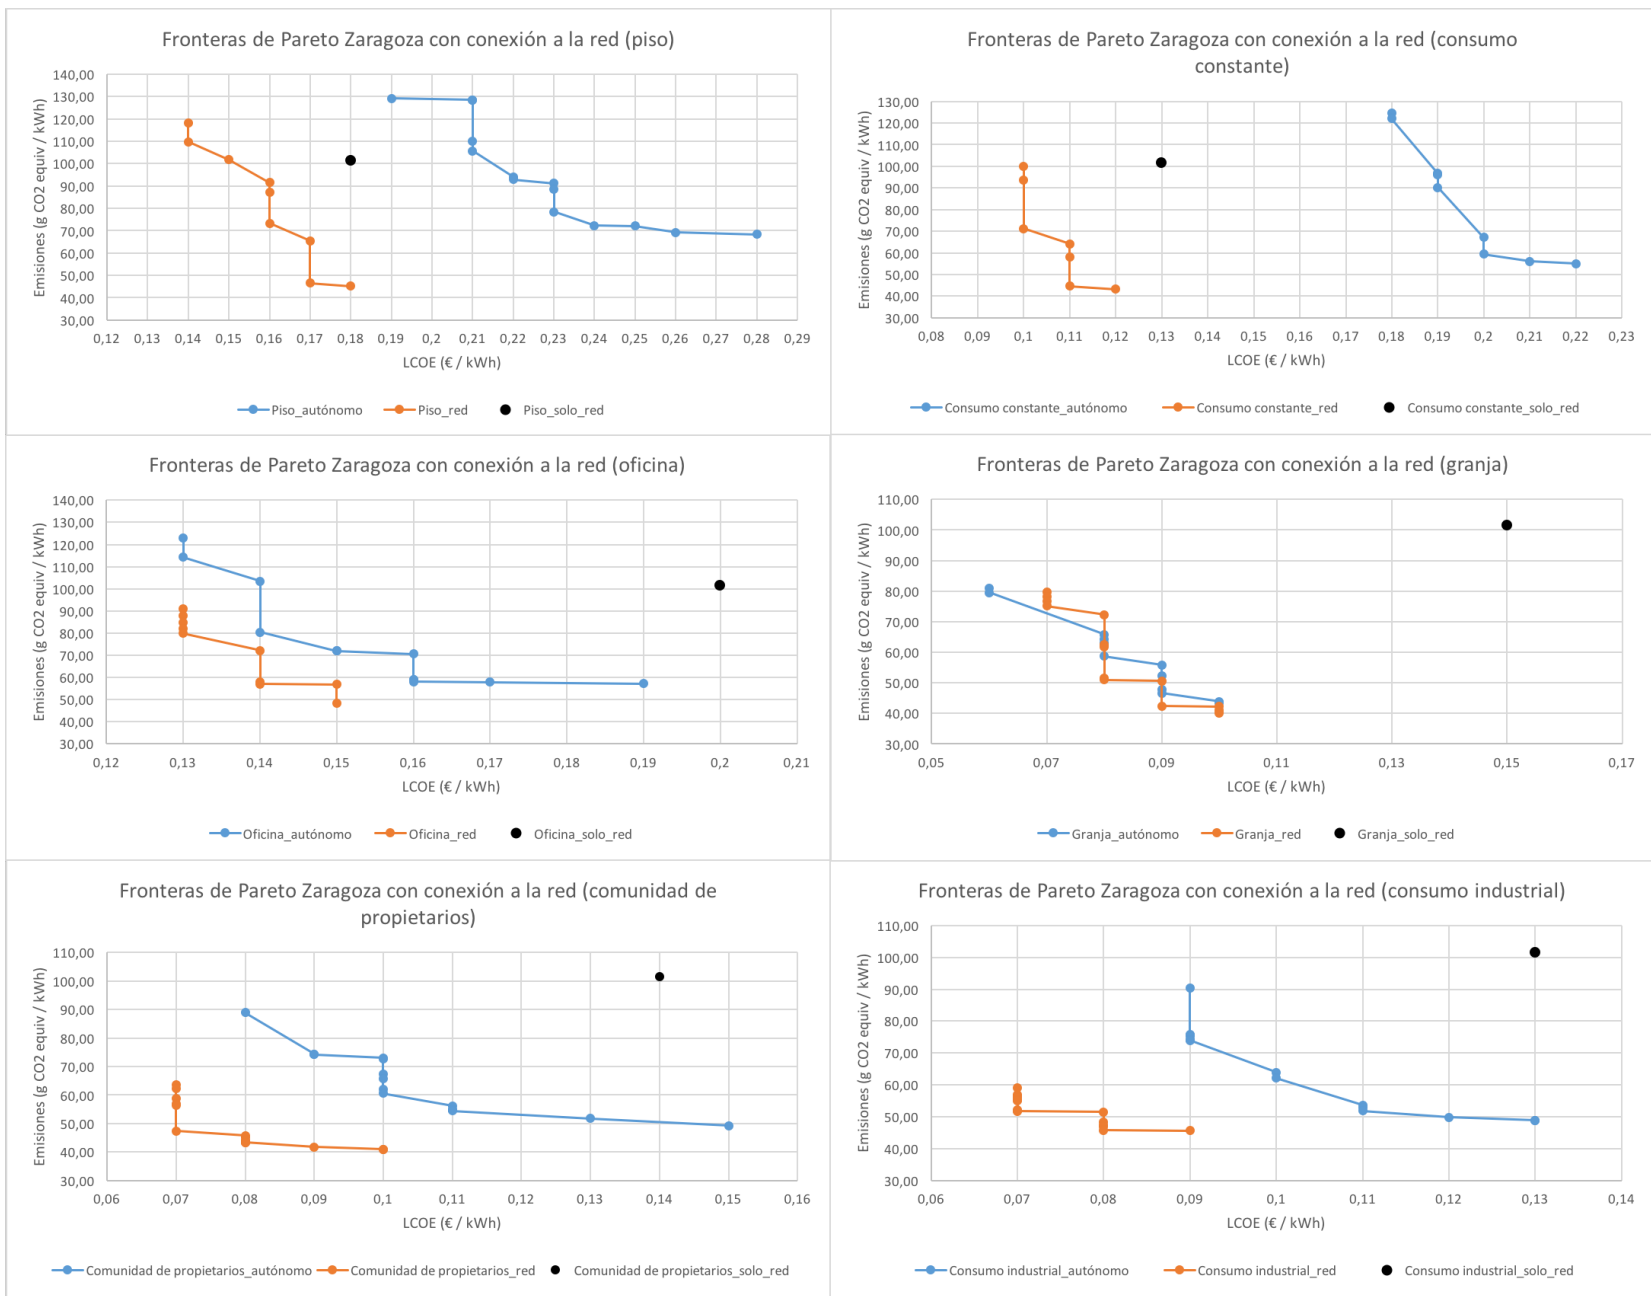 Fronteras de Pareto Zaragoza con conexión a la red (piso)
140,00
130,00
120,00
110,00
100,00
90,00
80,00
70,00
60,00
50,00
40,00
30,00
Emisiones (g CO2 equiv / kWh)
0,12 0,13 0,14 0,15 0,16 0,17 0,18 0,19 0,2 0,21 0,22 0,23 0,24 0,25 0,26 0,27 0,28 0,29
LCOE (€ / kWh)
Piso_autónomo Piso_red Piso_solo_red
Fronteras de Pareto Zaragoza con conexión a la red (consumo
constante)
130,00
120,00
110,00
100,00
90,00
80,00
70,00
60,00
50,00
40,00
30,00
Emisiones (g CO2 equiv / kWh)
0,08 0,09 0,1 0,11 0,12 0,13 0,14 0,15 0,16 0,17 0,18 0,19 0,2 0,21 0,22 0,23
LCOE (€ / kWh)
Consumo constante_autónomo Consumo constante_red Consumo constante_solo_red
Fronteras de Pareto Zaragoza con conexión a la red (oficina)
140,00
130,00
120,00
110,00
100,00
90,00
80,00
70,00
60,00
50,00
40,00
30,00
Emisiones (g CO2 equiv / kWh)
0,12 0,13 0,14 0,15 0,16 0,17 0,18 0,19 0,2 0,21
LCOE (€ / kWh)
Oficina_autónomo Oficina_red Oficina_solo_red
Fronteras de Pareto Zaragoza con conexión a la red (granja)
110,00
100,00
90,00
80,00
70,00
60,00
50,00
40,00
30,00
Emisiones (g CO2 equiv / kWh)
0,05 0,07 0,09 0,11 0,13 0,15 0,17
LCOE (€ / kWh)
Granja_autónomo Granja_red Granja_solo_red
Fronteras de Pareto Zaragoza con conexión a la red (comunidad de
propietarios)
110,00
100,00
90,00
80,00
70,00
60,00
50,00
40,00
30,00
Emisiones (g CO2 equiv / kWh)
0,06 0,07 0,08 0,09 0,1 0,11 0,12 0,13 0,14 0,15 0,16
LCOE (€ / kWh)
Comunidad de propietarios_autónomo Comunidad de propietarios_red Comunidad de propietarios_solo_red
Fronteras de Pareto Zaragoza con conexión a la red (consumo industrial)
110,00
100,00
90,00
80,00
70,00
60,00
50,00
40,00
30,00
Emisiones (g CO2 equiv / kWh)
0,06 0,07 0,08 0,09 0,1 0,11 0,12 0,13 0,14
LCOE (€ / kWh)
Consumo industrial_autónomo Consumo industrial_red Consumo industrial_solo_red